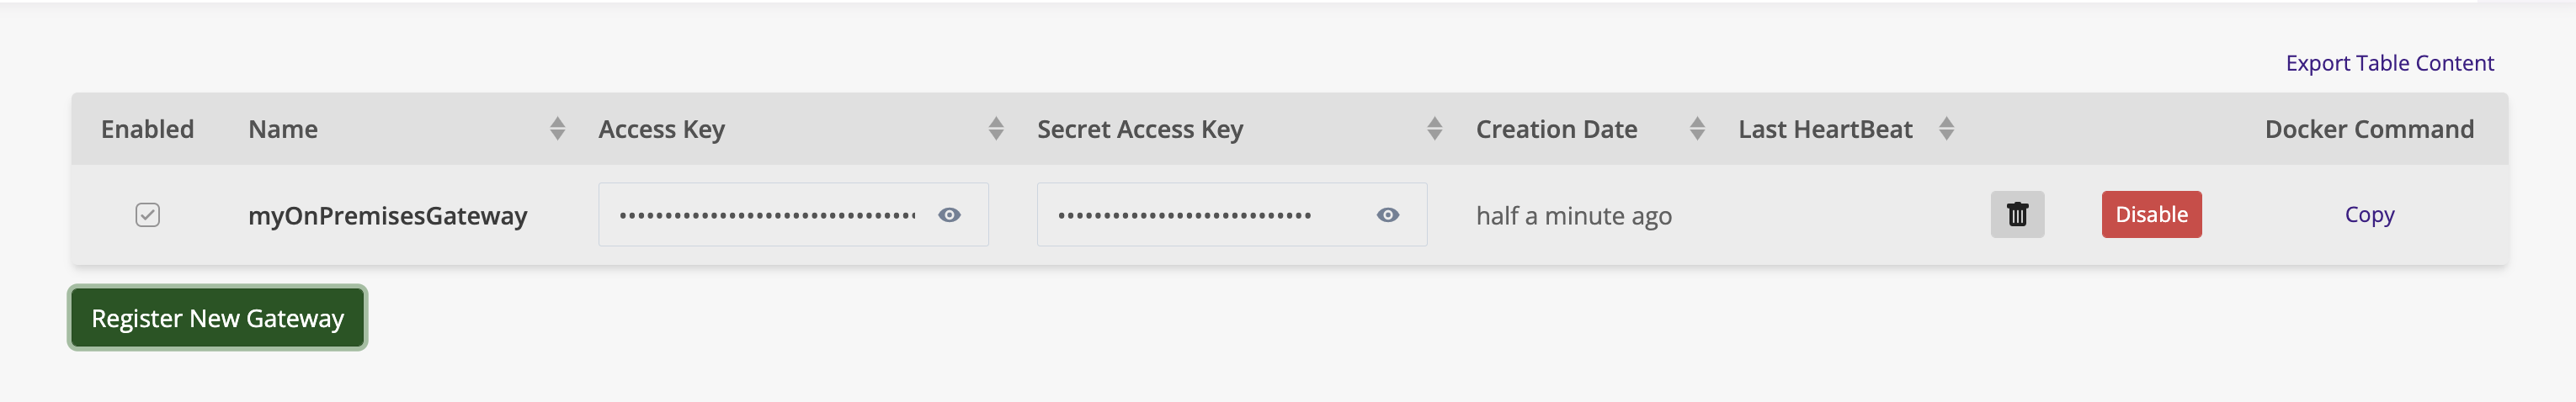 Export Table Content
Enabled Name Access Key Secret Access Key Creation Date Last HeartBeat Docker Command
myOnPremisesGateway •••••••••••••••••••••••••••••••• •••••••••••••••••••••••••••• half a minute ago Disable Copy
Register New Gateway